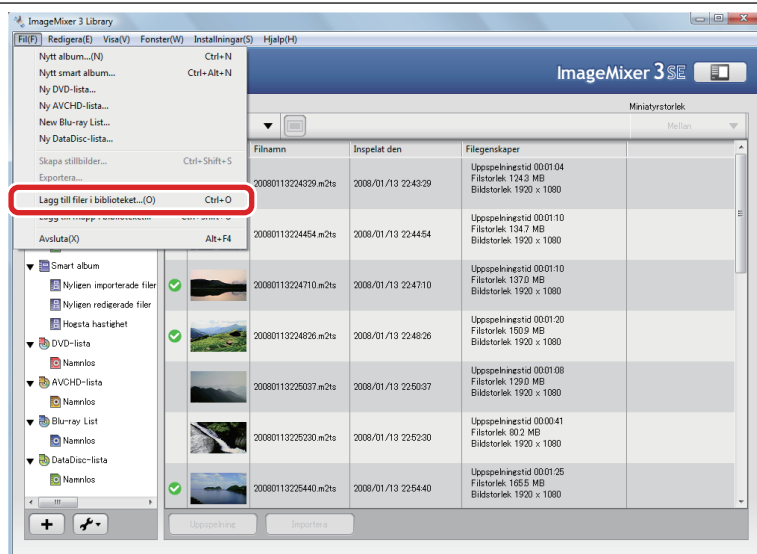 ImageMixer 3 Library
Fil(F) Redigera(E) Visa(V) Fonster(W) Installningar(S) Hjalp(H)
Nytt album...(N) Ctrl+N
Nytt smart album... Ctrl+Alt+N
Ny DVD-lista...
Ny AVCHD-lista...
New Blu-ray List...
Ny DataDisc-lista...
Skapa stillbilder... Ctrl+Shift+S
Exportera...
Lagg till filer i biblioteket...(O) Ctrl+O
Avsluta(X) Alt+F4
ImageMixer 3 SE
Miniatyrstorlek
Mellan
Filnamn Inspelat den Filegenskaper
20080113224329.m2ts 2008/01/13 22:43:29
Uppspelningstid 00:01:04
Filstorlek 124.3 MB
Bildstorlek 1920 x 1080
20080113224454.m2ts 2008/01/13 22:44:54
Uppspelningstid 00:01:10
Filstorlek 134.7 MB
Bildstorlek 1920 x 1080
20080113224710.m2ts 2008/01/13 22:47:10
Uppspelningstid 00:01:10
Filstorlek 137.0 MB
Bildstorlek 1920 x 1080
20080113224826.m2ts 2008/01/13 22:48:26
Uppspelningstid 00:01:20
Filstorlek 150.9 MB
Bildstorlek 1920 x 1080
20080113225037.m2ts 2008/01/13 22:50:37
Uppspelningstid 00:01:08
Filstorlek 129.0 MB
Bildstorlek 1920 x 1080
20080113225230.m2ts 2008/01/13 22:52:30
Uppspelningstid 00:00:41
Filstorlek 80.2 MB
Bildstorlek 1920 x 1080
20080113225440.m2ts 2008/01/13 22:54:40
Uppspelningstid 00:01:25
Filstorlek 165.5 MB
Bildstorlek 1920 x 1080
Smart album
Nyligen importerade filer
Nyligen redigerade filer
Hogsta hastighet
DVD-lista
Namnlos
AVCHD-lista
Namnlos
Blu-ray List
Namnlos
DataDisc-lista
Namnlos
Uppspelning Importera